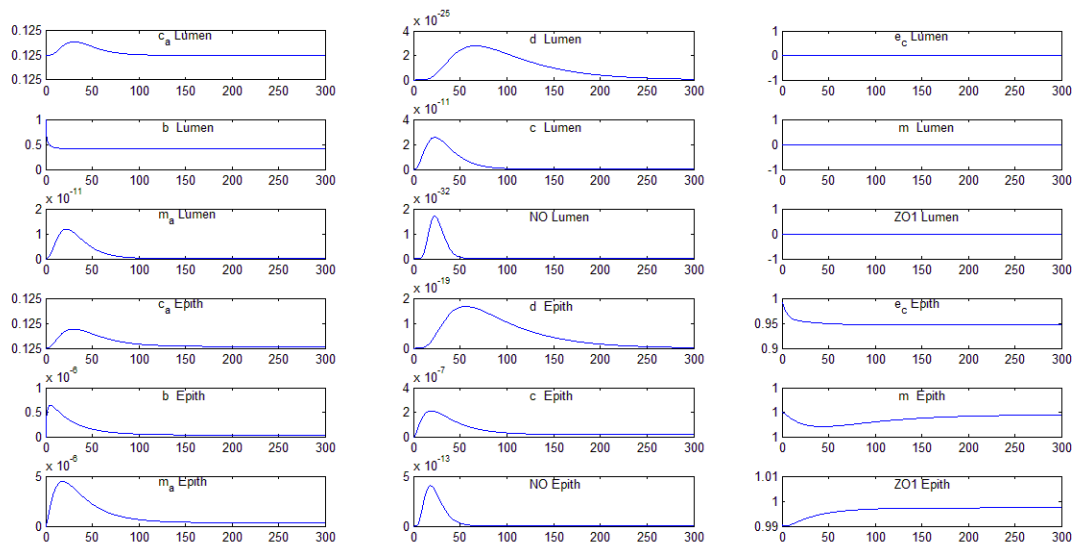 c_a Lumen
0.125
0.125
0.125
0 50 100 150 200 250 300
x 10^-25
d Lumen
4
2
0
0 50 100 150 200 250 300
e_c Lumen
1
0
-1
0 50 100 150 200 250 300
b Lumen
1
0.5
0
0 50 100 150 200 250 300
x 10^-11
c Lumen
4
2
0
0 50 100 150 200 250 300
m Lumen
1
0
-1
0 50 100 150 200 250 300
x 10^-11
m_a Lumen
2
1
0
0 50 100 150 200 250 300
x 10^-32
NO Lumen
2
1
0
0 50 100 150 200 250 300
ZO1 Lumen
1
0
-1
0 50 100 150 200 250 300
c_a Epith
0.125
0.125
0.125
0 50 100 150 200 250 300
x 10^-19
d Epith
2
1
0
0 50 100 150 200 250 300
e_c Epith
1
0.95
0.9
0 50 100 150 200 250 300
x 10^-6
b Epith
1
0.5
0
0 50 100 150 200 250 300
x 10^-7
c Epith
4
2
0
0 50 100 150 200 250 300
m Epith
1
1
1
0 50 100 150 200 250 300
x 10^-6
m_a Epith
5
0
0 50 100 150 200 250 300
x 10^-13
NO Epith
5
0
0 50 100 150 200 250 300
ZO1 Epith
1.01
1
0.99
0 50 100 150 200 250 300